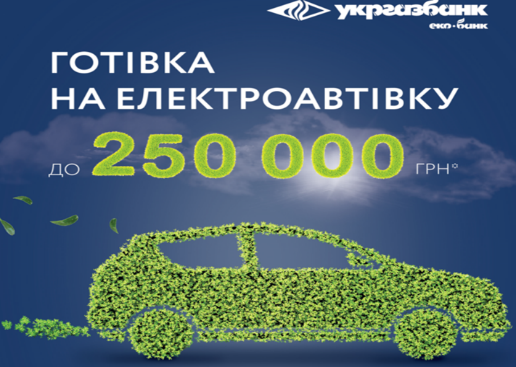 укргазбанк
еко•банк
ГОТІВКА
НА ЕЛЕКТРОАВТІВКУ
ДО 250 000 ГРН*